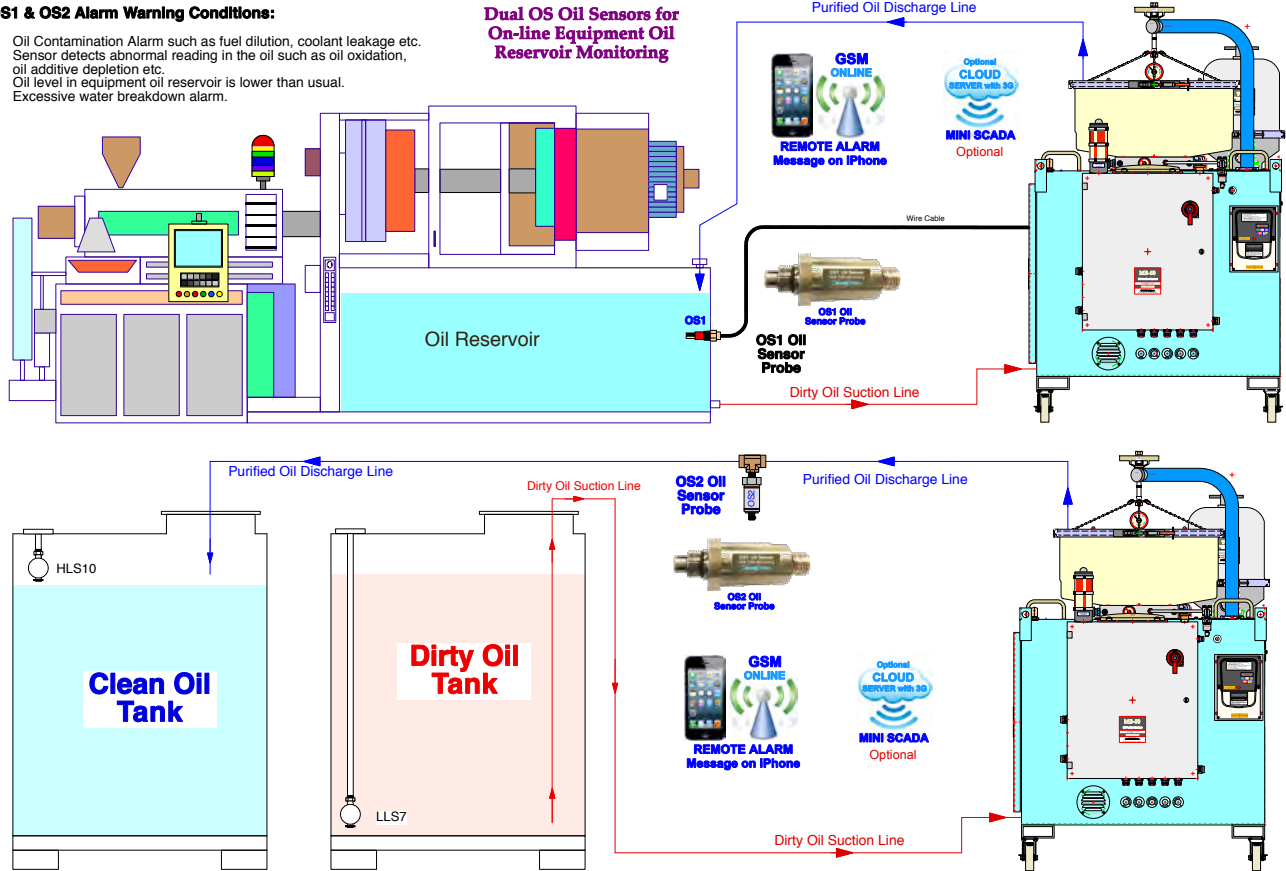 S1 & OS2 Alarm Warning Conditions:
Oil Contamination Alarm such as fuel dilution, coolant leakage etc.
Sensor detects abnormal reading in the oil such as oil oxidation,
oil additive depletion etc.
Oil level in equipment oil reservoir is lower than usual.
Excessive water breakdown alarm.
Dual OS Oil Sensors for
On-line Equipment Oil
Reservoir Monitoring
Purified Oil Discharge Line
GSM
ONLINE
REMOTE ALARM
Message on iPhone
Optional
CLOUD
SERVER with 3G
MINI SCADA
Optional
Wire Cable
OS1
OS1 Oil
Sensor Probe
OS1 Oil
Sensor
Probe
Oil Reservoir
Dirty Oil Suction Line
Purified Oil Discharge Line
Dirty Oil Suction Line
OS2 Oil
Sensor
Probe
OS2
Purified Oil Discharge Line
HLS10
OS2 Oil
Sensor Probe
Clean Oil
Tank
Dirty Oil
Tank
LLS7
GSM
ONLINE
REMOTE ALARM
Message on iPhone
Optional
CLOUD
SERVER with 3G
MINI SCADA
Optional
Dirty Oil Suction Line